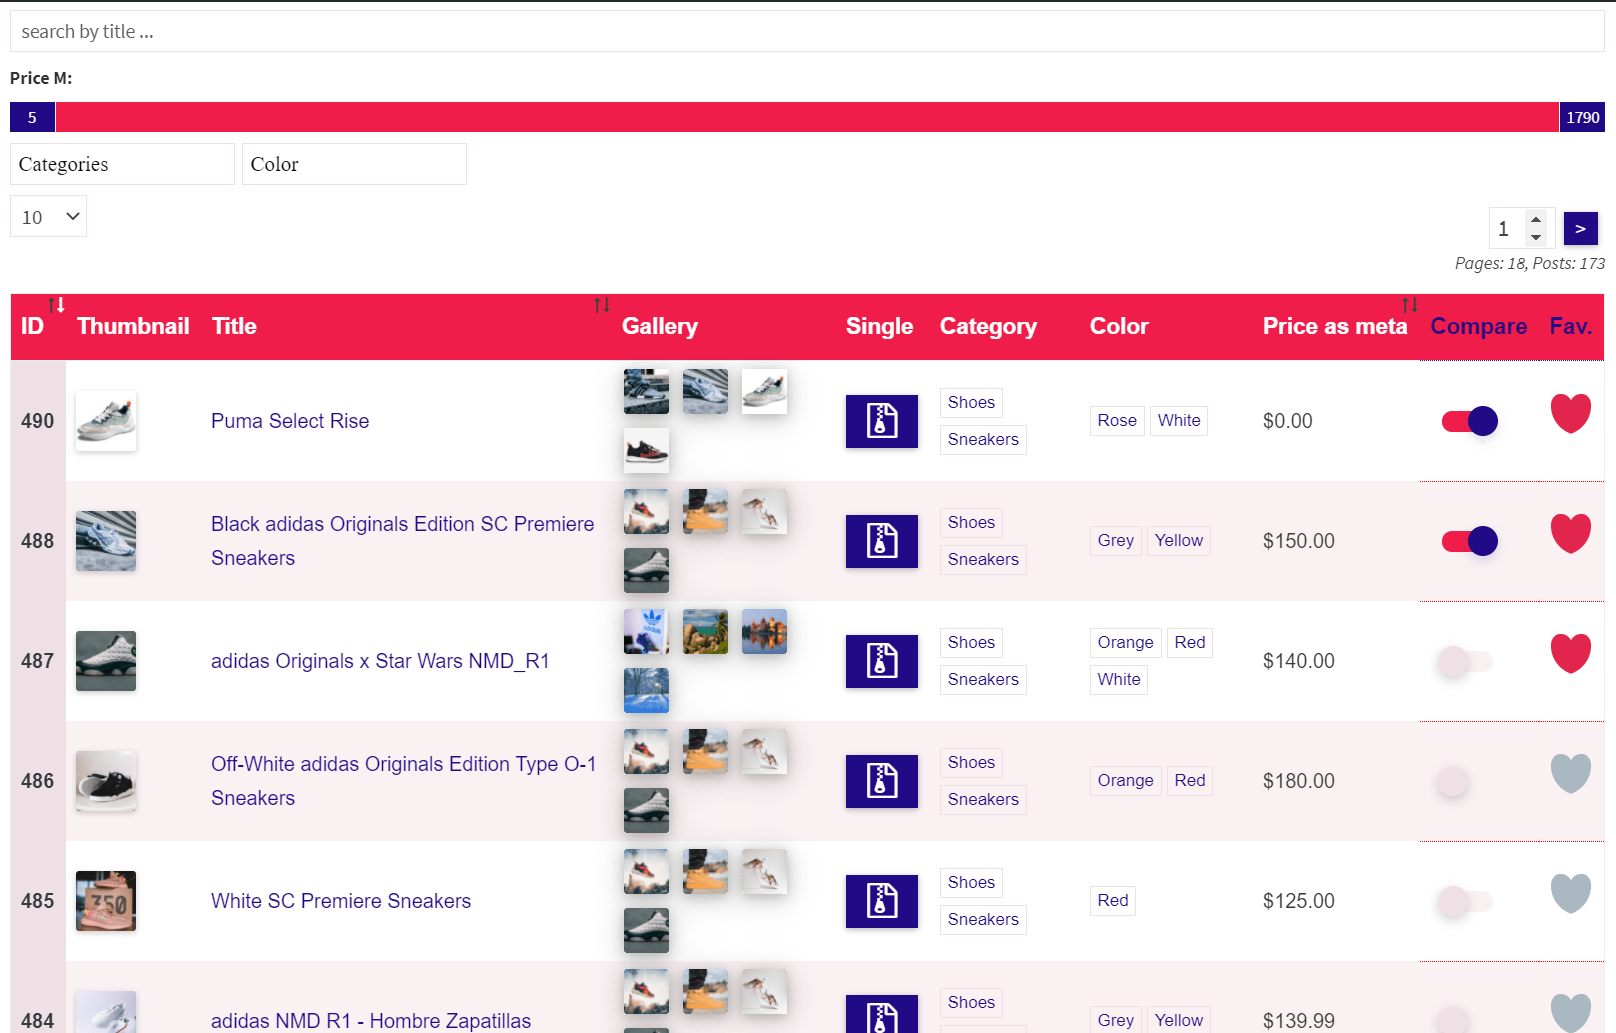 search by title ...
Price M:
5 1790
Categories Color
10
1 >
Pages: 18, Posts: 173
ID Thumbnail Title Gallery Single Category Color Price as meta Compare Fav.
490 Puma Select Rise Shoes Sneakers Rose White $0.00
488 Black adidas Originals Edition SC Premiere Sneakers Shoes Sneakers Grey Yellow $150.00
487 adidas Originals x Star Wars NMD_R1 Shoes Sneakers Orange Red White $140.00
486 Off-White adidas Originals Edition Type O-1 Sneakers Shoes Sneakers Orange Red $180.00
350
485 White SC Premiere Sneakers Shoes Sneakers Red $125.00
484 adidas NMD R1 - Hombre Zapatillas Shoes Grey Yellow $139.99